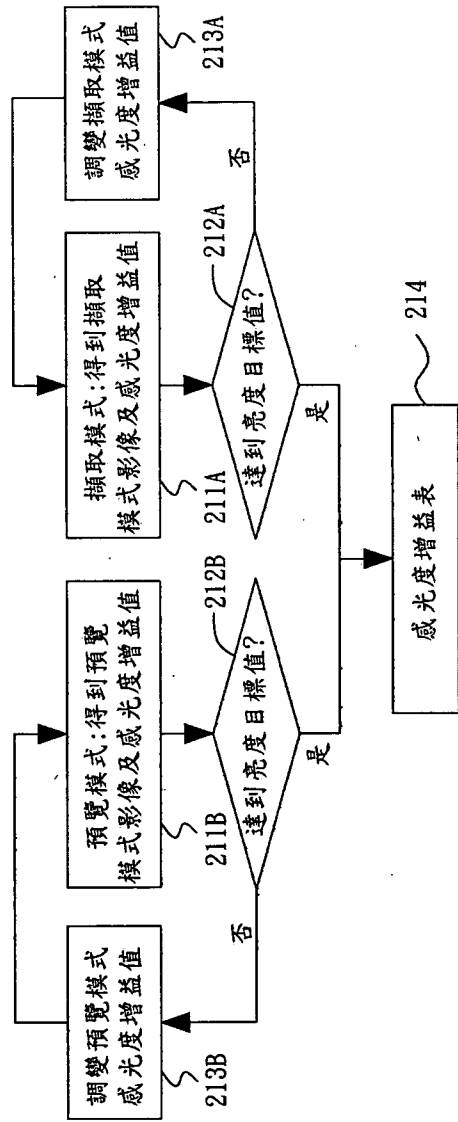 調變預覽模式
感光度增益值
213B
預覽模式:得到預覽
模式影像及感光度增益值
211B
否
達到亮度目標值?
212B
是
擷取模式:得到擷取
模式影像及感光度增益值
211A
調變擷取模式
感光度增益值
213A
達到亮度目標值?
212A
否
是
感光度增益表
214